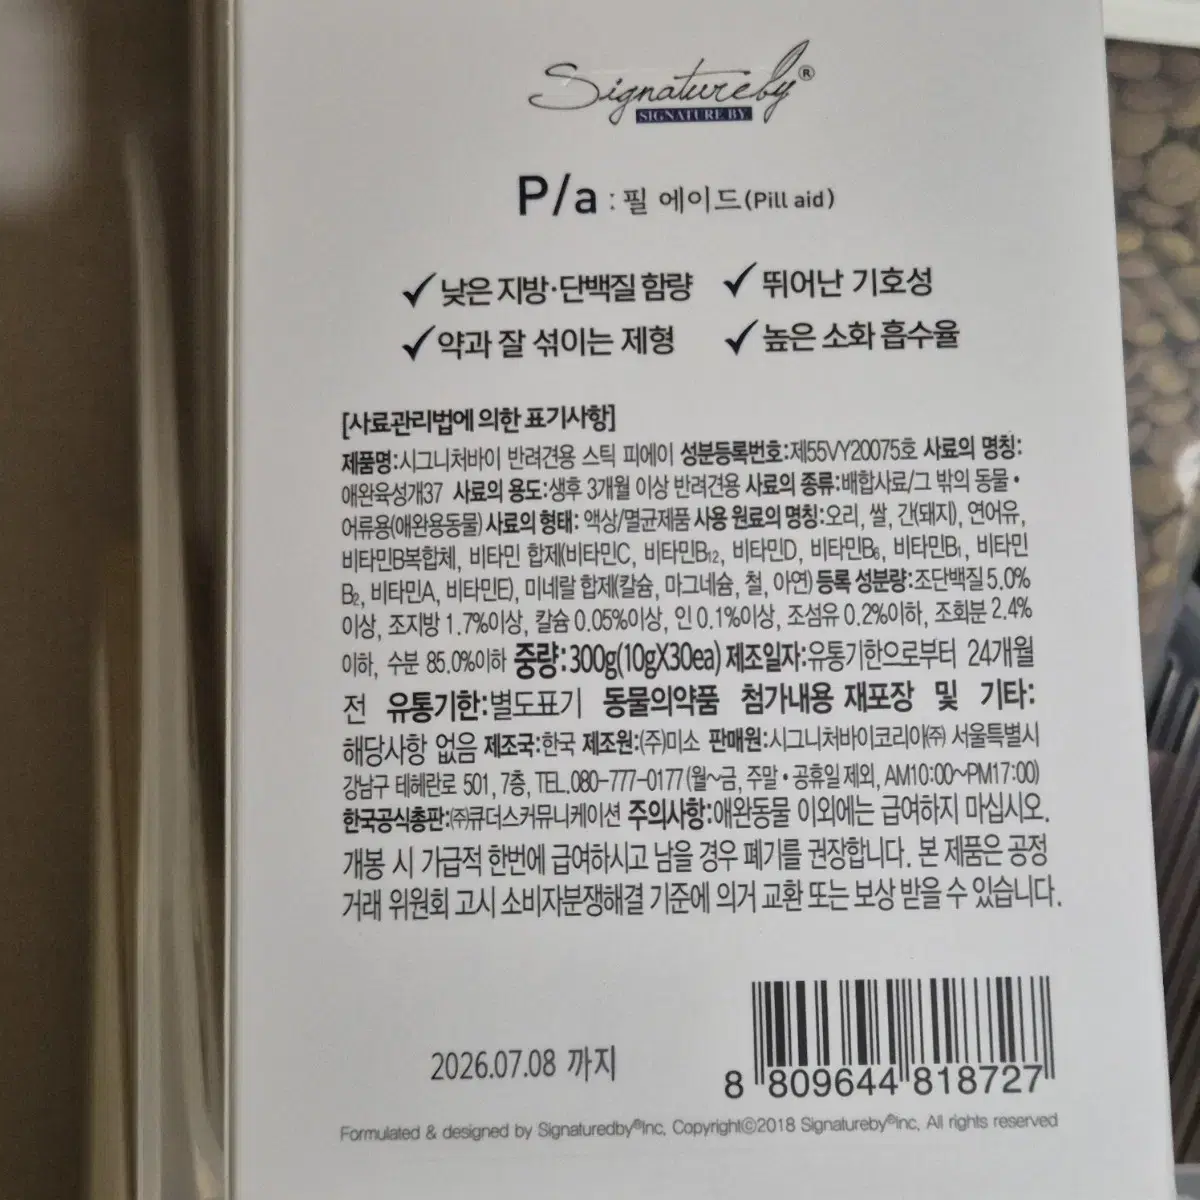 Signatureby®
SIGNATURE BY.
P/a : 필 에이드(Pill aid)
✓낮은 지방·단백질 함량 ✓뛰어난 기호성
✓약과 잘 섞이는 제형 ✓높은 소화 흡수율
[사료관리법에 의한 표기사항]
제품명:시그니처바이 반려견용 스틱 피에이 성분등록번호:제55VY20075호 사료의 명칭:
애완육성개37 사료의 용도:생후 3개월 이상 반려견용 사료의 종류:배합사료/그 밖의 동물·
어류용(애완용동물) 사료의 형태: 액상/멸균제품 사용 원료의 명칭:오리, 쌀, 간(돼지), 연어유,
비타민B복합체, 비타민 합제(비타민C, 비타민B12, 비타민D, 비타민B6, 비타민B1, 비타민
B2, 비타민A, 비타민E), 미네랄 합제(칼슘, 마그네슘, 철, 아연) 등록 성분량:조단백질 5.0%
이상, 조지방 1.7%이상, 칼슘 0.05%이상, 인 0.1%이상, 조섬유 0.2%이하, 조회분 2.4%
이하, 수분 85.0%이하 중량:300g(10gX30ea) 제조일자:유통기한으로부터 24개월
전 유통기한:별도표기 동물의약품 첨가내용 재포장 및 기타:
해당사항 없음 제조국:한국 제조원:(주)미소 판매원:시그니처바이코리아㈜ 서울특별시
강남구 테헤란로 501, 7층, TEL.080-777-0177 (월~금, 주말·공휴일 제외, AM10:00~PM17:00)
한국공식총판:㈜큐더스커뮤니케이션 주의사항:애완동물 이외에는 급여하지 마십시오.
개봉 시 가급적 한번에 급여하시고 남을 경우 폐기를 권장합니다. 본 제품은 공정
거래 위원회 고시 소비자분쟁해결 기준에 의거 교환 또는 보상 받을 수 있습니다.
2026.07.08 까지
8 809644 818727
Formulated & designed by Signaturedby®Inc, Copyrightⓒ2018 Signatureby®inc, All rights reserved